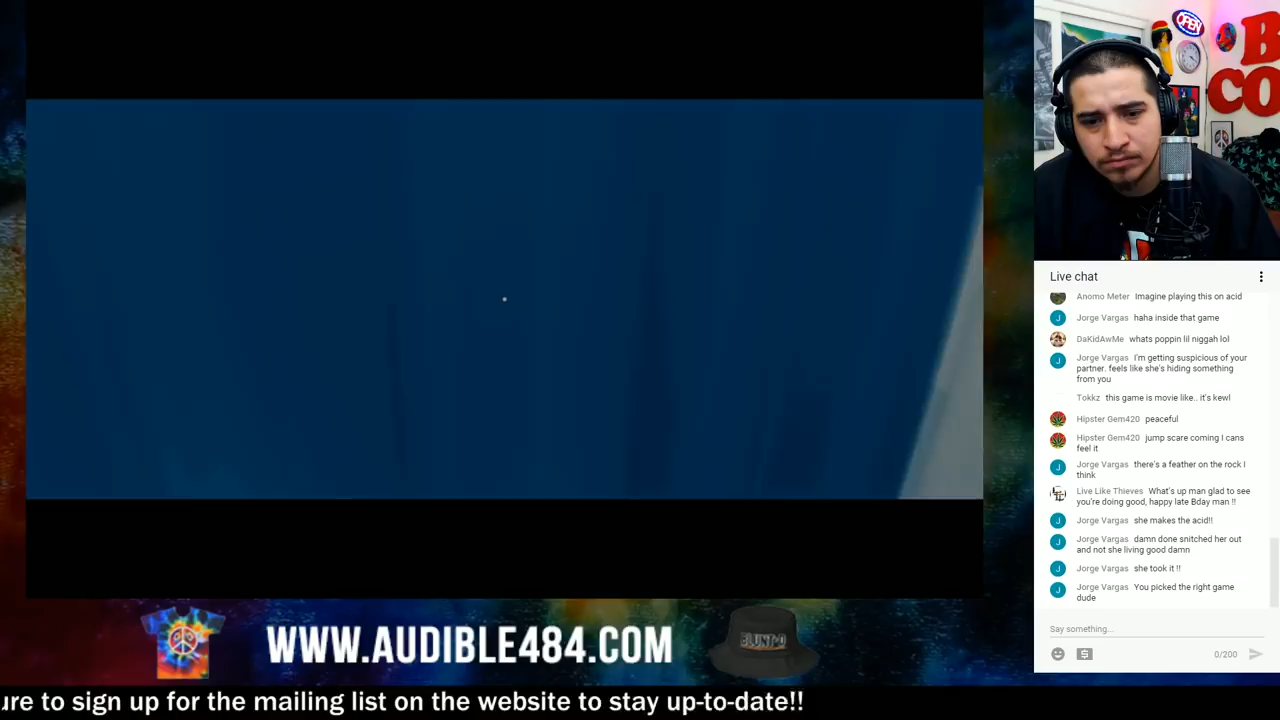 OPEN
B
CO
Live chat
Anomo Meter Imagine playing this on acid
Jorge Vargas haha inside that game
DaKidAwMe whats poppin lil niggah lol
Jorge Vargas I'm getting suspicious of your
partner. feels like she's hiding something
from you
Tokkz this game is movie like.. it's kewl
Hipster Gem420 peaceful
Hipster Gem420 jump scare coming I cans
feel it
Jorge Vargas there's a feather on the rock I
think
Live Like Thieves What's up man glad to see
you're doing good, happy late Bday man !!
Jorge Vargas she makes the acid!!
Jorge Vargas damn done snitched her out
and not she living good damn
Jorge Vargas she took it !!
Jorge Vargas You picked the right game
dude
Say something...
0/200
WWW.AUDIBLE484.COM
ure to sign up for the mailing list on the website to stay up-to-date!!